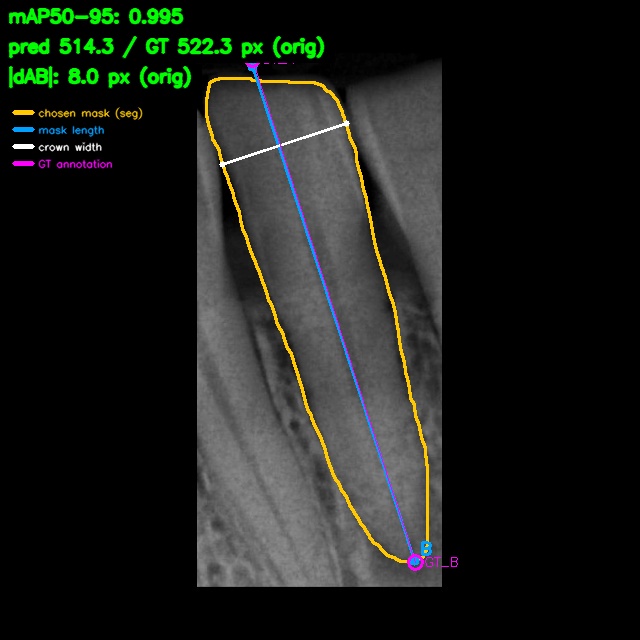 mAP50-95: 0.995
pred 514.3 / GT 522.3 px (orig)
|dAB|: 8.0 px (orig)
chosen mask (seg)
mask length
crown width
GT annotation
B
GT_B